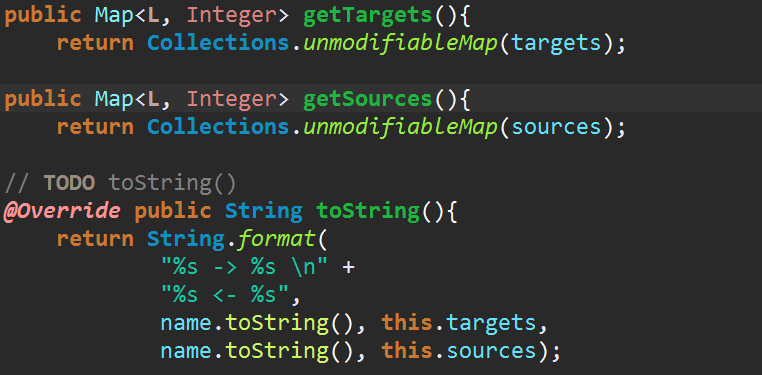 public Map<L, Integer> getTargets(){
    return Collections.unmodifiableMap(targets);
public Map<L, Integer> getSources(){
    return Collections.unmodifiableMap(sources);
// TODO toString()
@Override public String toString(){
    return String.format(
            "%s -> %s \n" +
            "%s <- %s",
            name.toString(), this.targets,
            name.toString(), this.sources);